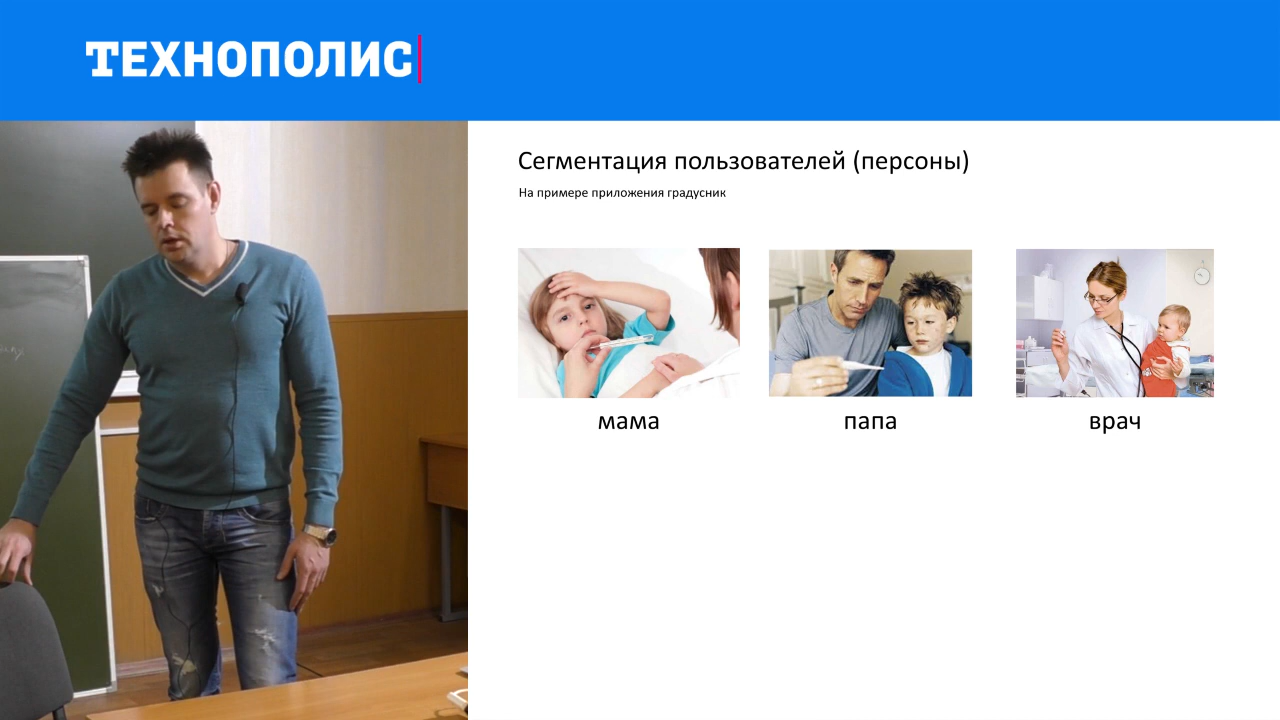 ТЕХНОПОЛИС
Сегментация пользователей (персоны)
На примере приложения градусник
мама
папа
врач